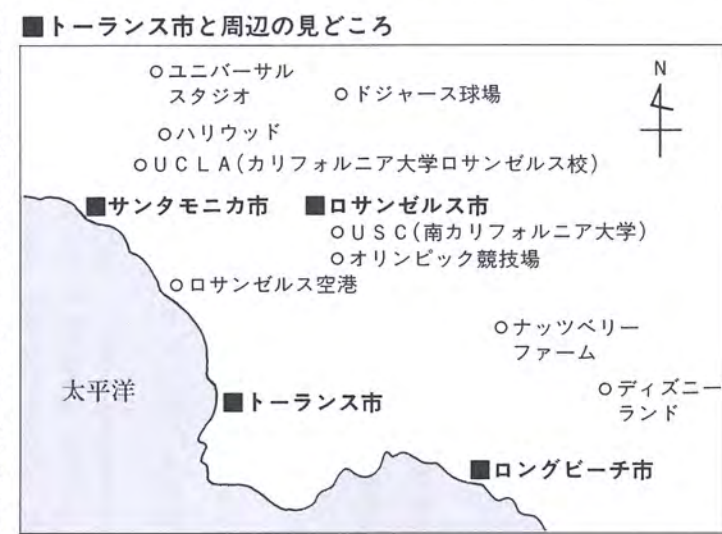 ■トーランス市と周辺の見どころ
N
○ユニバーサル
スタジオ
○ドジャース球場
○ハリウッド
○UCLA(カリフォルニア大学ロサンゼルス校)
■サンタモニカ市
■ロサンゼルス市
○USC(南カリフォルニア大学)
○オリンピック競技場
○ロサンゼルス空港
○ナッツベリー
ファーム
太平洋
■トーランス市
○ディズニー
ランド
■ロングビーチ市